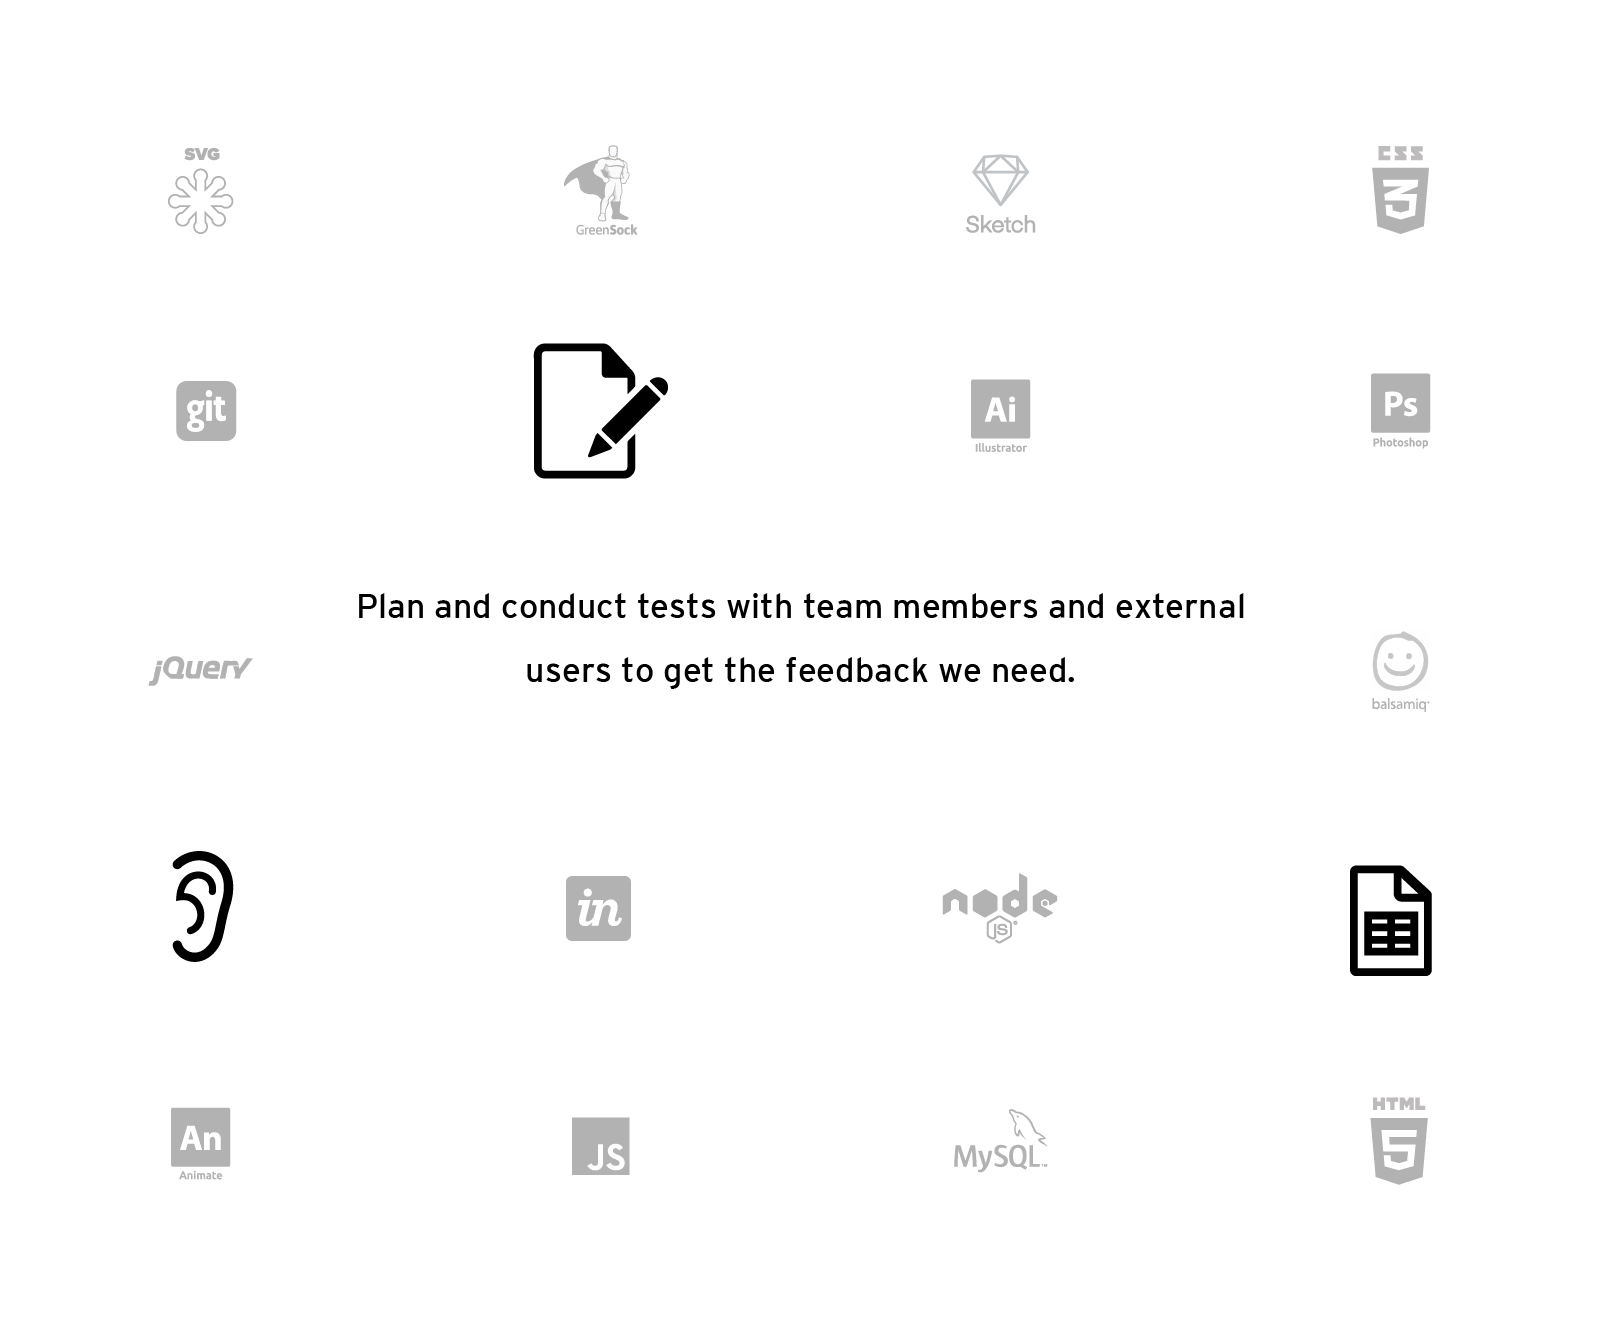 SVG
GreenSock
Sketch
CSS
3
git
Ai
Illustrator
Ps
Photoshop
Plan and conduct tests with team members and external
users to get the feedback we need.
jQuery
balsamiq
in
node
JS
An
Animate
JS
MySQL™
HTML
5